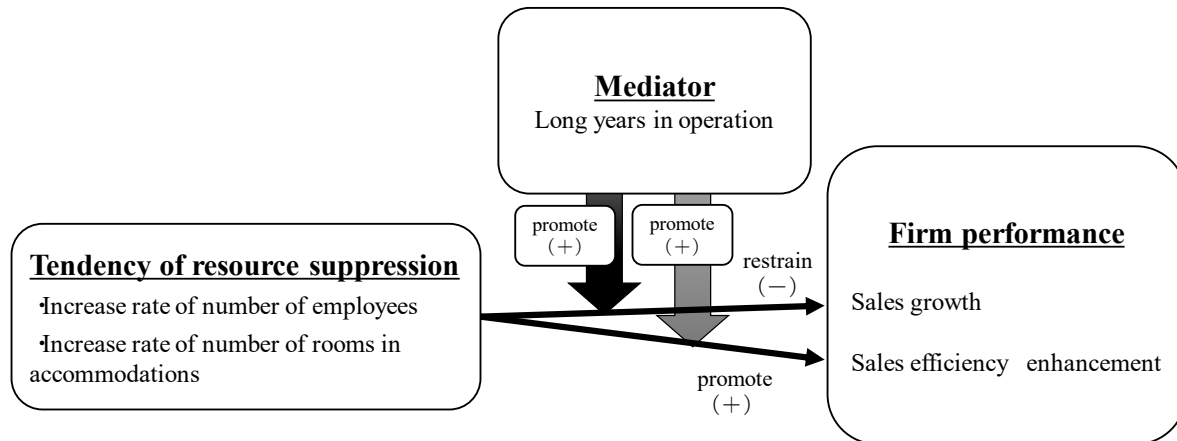 Mediator
Long years in operation
promote
(+)
promote
(+)
Tendency of resource suppression
・Increase rate of number of employees
・Increase rate of number of rooms in
accommodations
restrain
(−)
promote
(+)
Firm performance
Sales growth
Sales efficiency enhancement